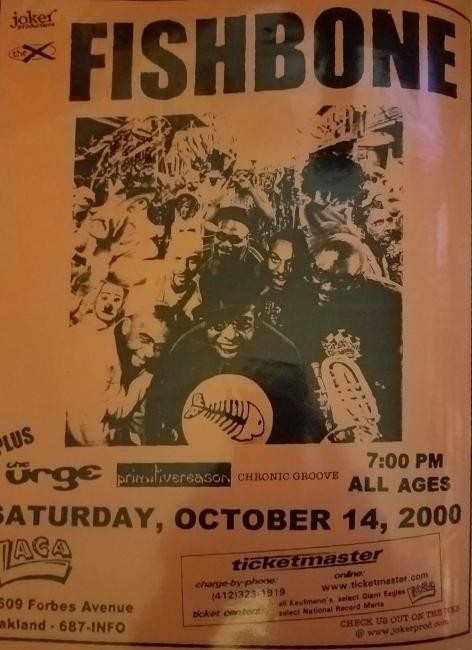 joker
productions
the X
FISHBONE
PLUS
the urge
primitivereason
CHRONIC GROOVE
7:00 PM
ALL AGES
SATURDAY, OCTOBER 14, 2000
LAGA
609 Forbes Avenue
akland - 687-INFO
ticketmaster
charge-by-phone:
(412)323-1919
online:
www.ticketmaster.com
ticket centers:
all Kaufmann's, select Giant Eagles
select National Record Marts
CHECK US OUT ON THE
@ www.jokerprod.com